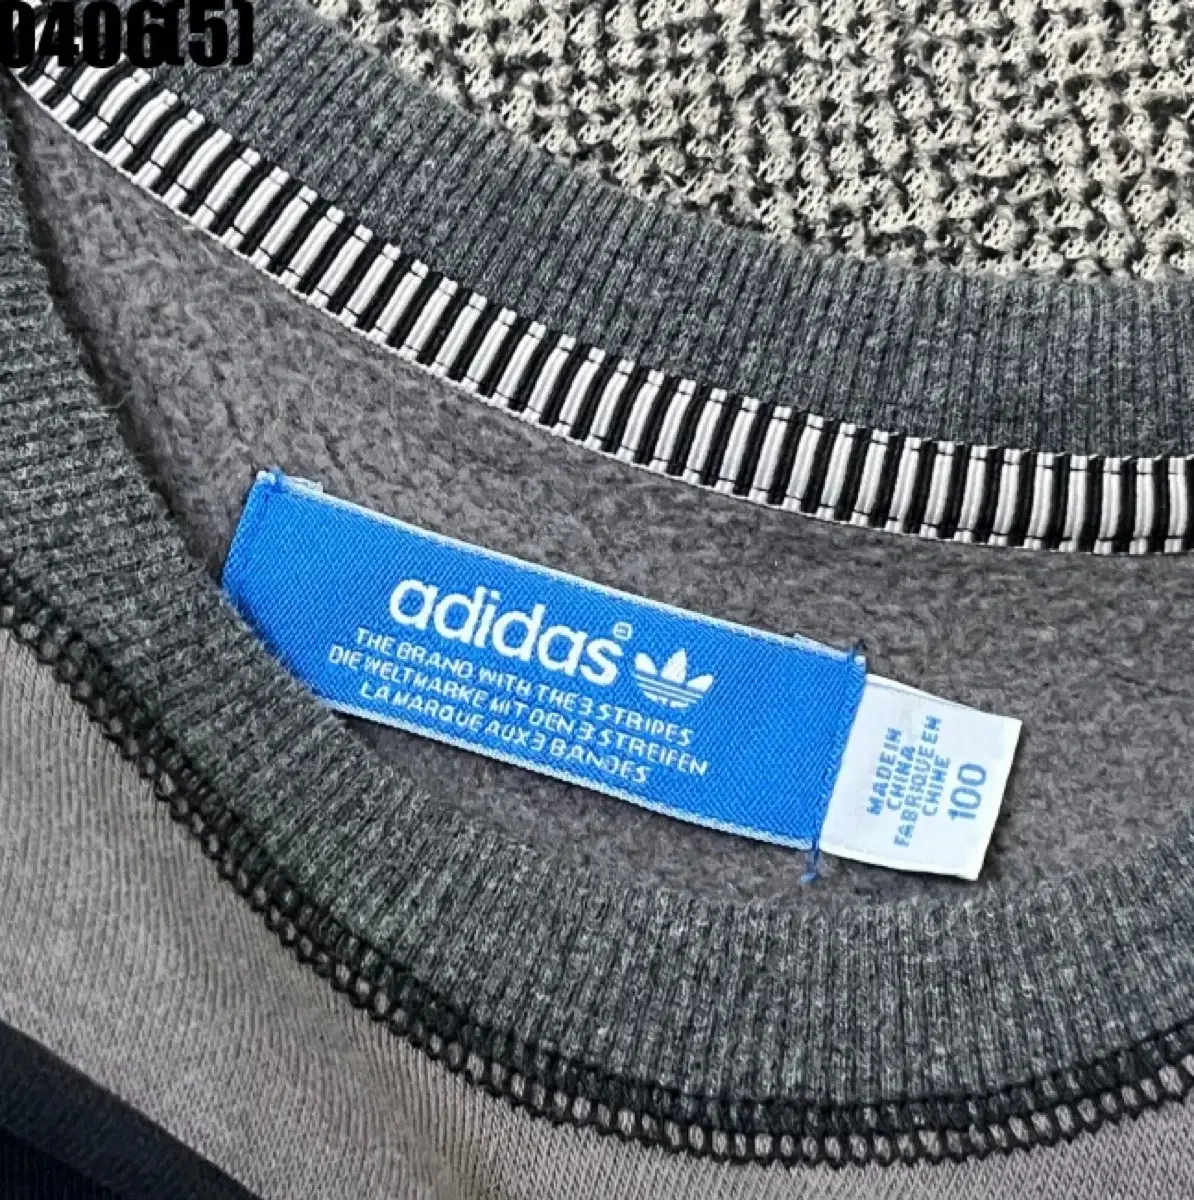 0406(5)
adidas®
THE BRAND WITH THE 3 STRIPES
DIE WELTMARKE MIT DEN 3 STREIFEN
LA MARQUE AUX 3 BANDES
MADE IN
CHINA
FABRIQUE EN
CHINE
100